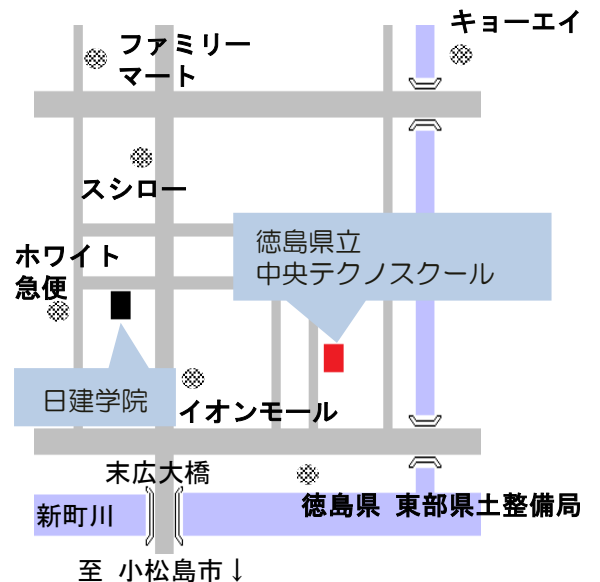 キョーエイ
ファミリー
マート
スシロー
徳島県立
中央テクノスクール
ホワイト
急便
日建学院
イオンモール
末広大橋
徳島県 東部県土整備局
新町川
至 小松島市↓